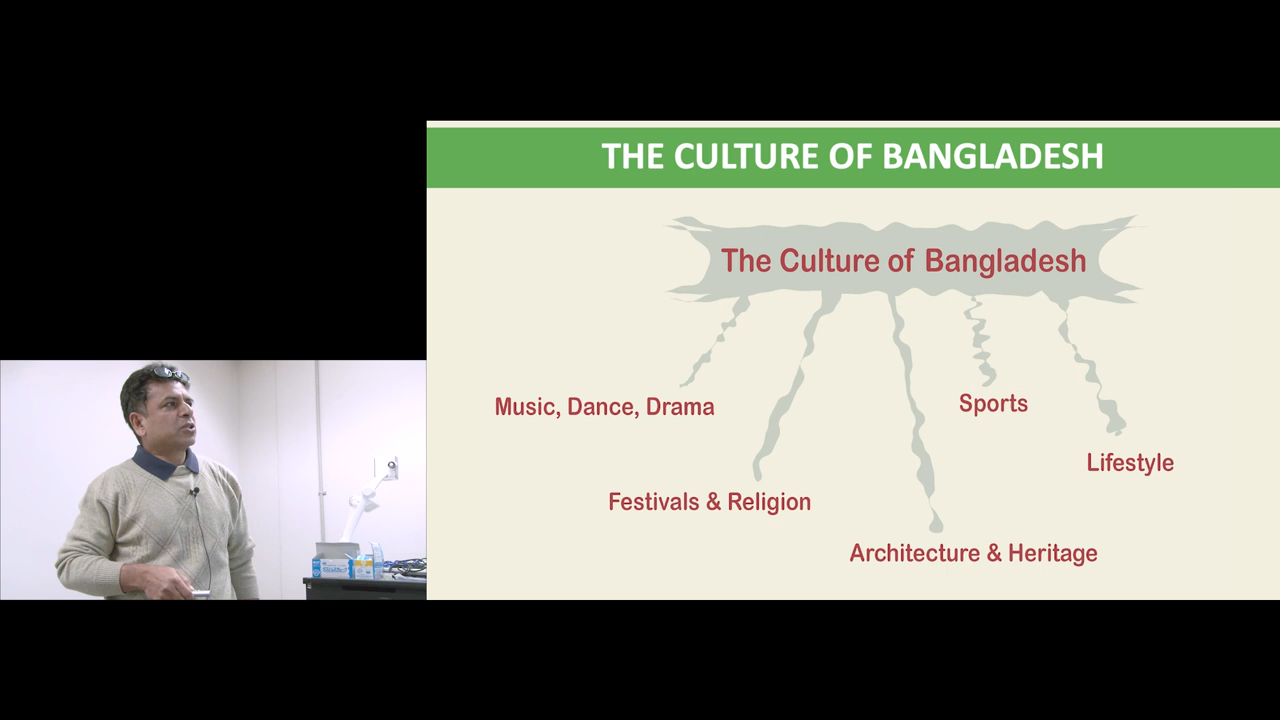 THE CULTURE OF BANGLADESH
The Culture of Bangladesh
Music, Dance, Drama
Sports
Lifestyle
Festivals & Religion
Architecture & Heritage